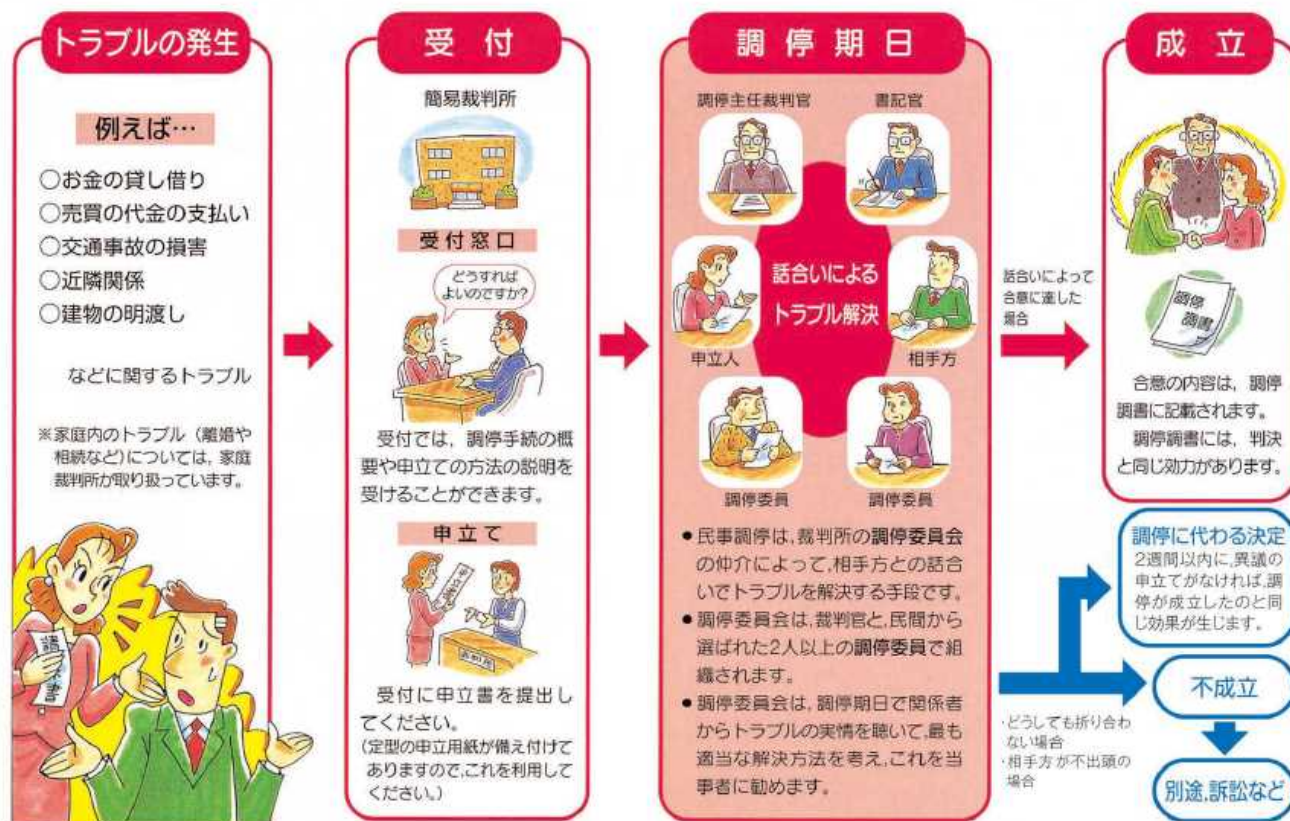 トラブルの発生
例えば…
○お金の貸し借り
○売買の代金の支払い
○交通事故の損害
○近隣関係
○建物の明渡し
などに関するトラブル
※家庭内のトラブル（離婚や
相続など）については，家庭
裁判所が取り扱っています。
請求書
受付
簡易裁判所
受付窓口
どうすれば
よいのですか?
受付では，調停手続の概
要や申立ての方法の説明を
受けることができます。
申立て
申立書
受付
受付に申立書を提出し
てください。
（定型の申立用紙が備え付けて
ありますので，これを利用して
ください。）
調停期日
調停主任裁判官
書記官
話合いによる
トラブル解決
申立人
相手方
調停委員
調停委員
●民事調停は，裁判所の調停委員会
の仲介によって，相手方との話合
いでトラブルを解決する手段です。
●調停委員会は，裁判官と，民間から
選ばれた2人以上の調停委員で組
織されます。
●調停委員会は，調停期日で関係者
からトラブルの実情を聴いて，最も
適当な解決方法を考え，これを当
事者に勧めます。
話合いによって
合意に達した
場合
成立
調停
調書
合意の内容は，調停
調書に記載されます。
調停調書には，判決
と同じ効力があります。
・どうしても折り合わ
ない場合
・相手方が不出頭の
場合
調停に代わる決定
2週間以内に，異議の
申立てがなければ，調
停が成立したのと同
じ効果が生じます。
不成立
別途，訴訟など